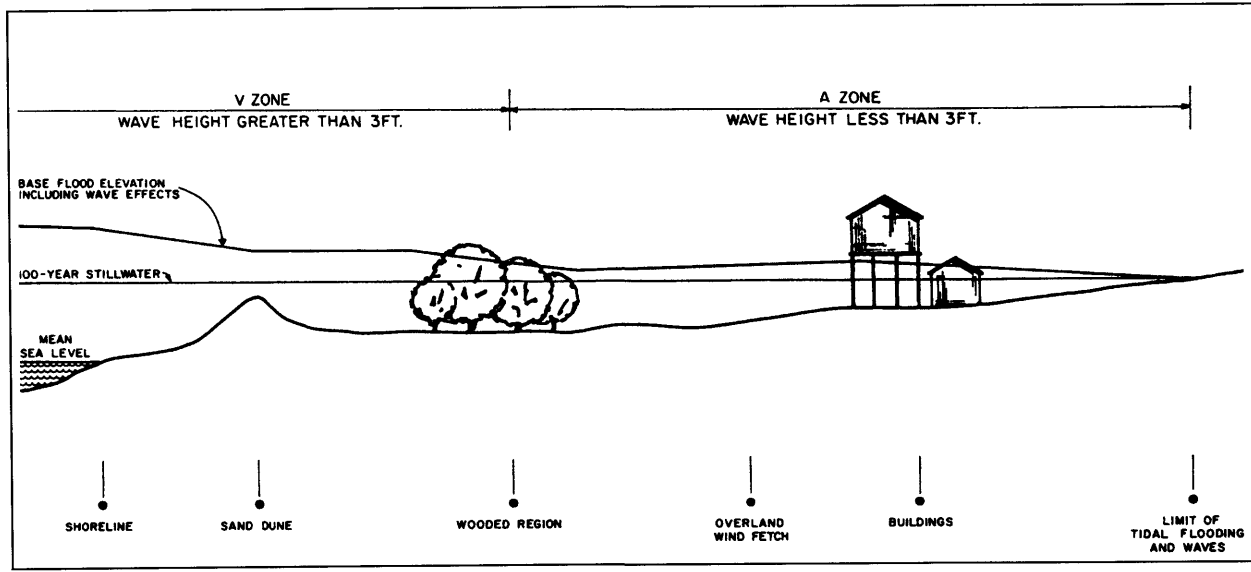 V ZONE
WAVE HEIGHT GREATER THAN 3FT.
A ZONE
WAVE HEIGHT LESS THAN 3FT.
BASE FLOOD ELEVATION
INCLUDING WAVE EFFECTS
100-YEAR STILLWATER
MEAN
SEA LEVEL
SHORELINE
SAND DUNE
WOODED REGION
OVERLAND
WIND FETCH
BUILDINGS
LIMIT OF
TIDAL FLOODING
AND WAVES